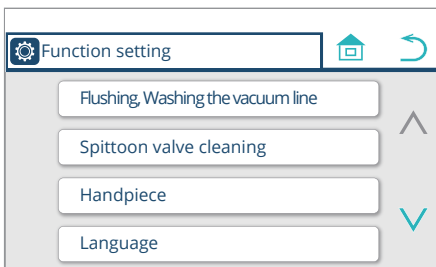 Function setting
Flushing, Washing the vacuum line
Spittoon valve cleaning
Handpiece
Language